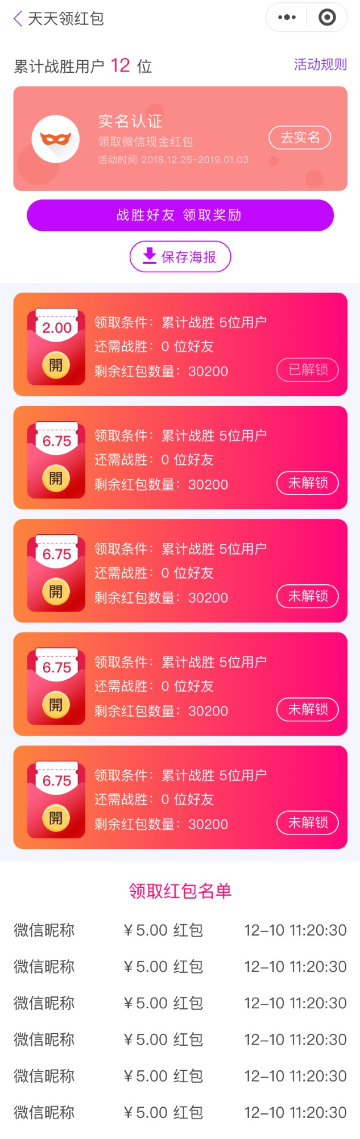 天天领红包
累计战胜用户 12 位
活动规则
实名认证
领取微信现金红包
活动时间 2018.12.25-2019.01.03
去实名
战胜好友 领取奖励
保存海报
2.00
開
领取条件：累计战胜 5位用户
还需战胜：0 位好友
剩余红包数量：30200
已解锁
6.75
開
领取条件：累计战胜 5位用户
还需战胜：0 位好友
剩余红包数量：30200
未解锁
6.75
開
领取条件：累计战胜 5位用户
还需战胜：0 位好友
剩余红包数量：30200
未解锁
6.75
開
领取条件：累计战胜 5位用户
还需战胜：0 位好友
剩余红包数量：30200
未解锁
6.75
開
领取条件：累计战胜 5位用户
还需战胜：0 位好友
剩余红包数量：30200
未解锁
领取红包名单
微信昵称 ￥5.00 红包 12-10 11:20:30
微信昵称 ￥5.00 红包 12-10 11:20:30
微信昵称 ￥5.00 红包 12-10 11:20:30
微信昵称 ￥5.00 红包 12-10 11:20:30
微信昵称 ￥5.00 红包 12-10 11:20:30
微信昵称 ￥5.00 红包 12-10 11:20:30